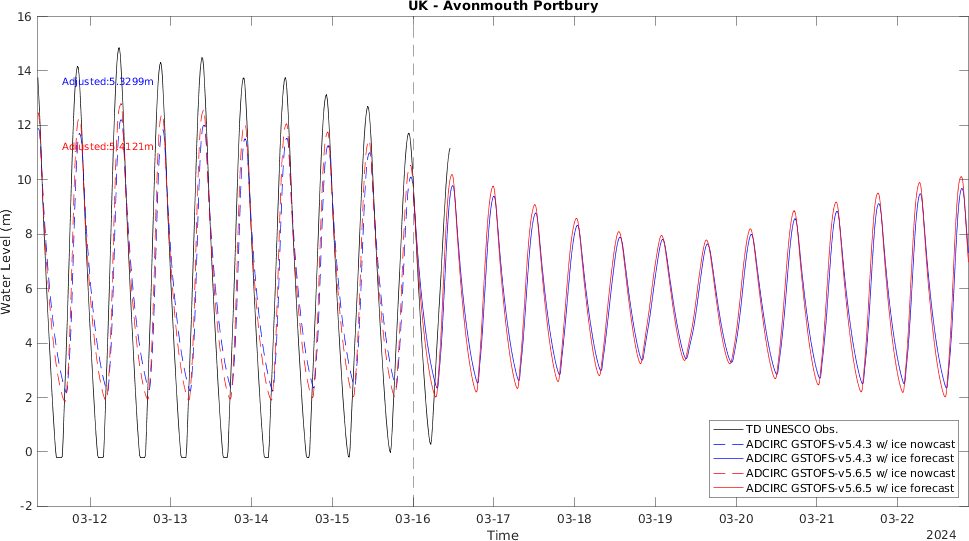 UK - Avonmouth Portbury
16
14
12
10
8
6
4
2
0
-2
Water Level (m)
Adjusted:5.3299m
Adjusted:5.4121m
TD UNESCO Obs.
ADCIRC GSTOFS-v5.4.3 w/ ice nowcast
ADCIRC GSTOFS-v5.4.3 w/ ice forecast
ADCIRC GSTOFS-v5.6.5 w/ ice nowcast
ADCIRC GSTOFS-v5.6.5 w/ ice forecast
03-12 03-13 03-14 03-15 03-16 03-17 03-18 03-19 03-20 03-21 03-22
Time
2024